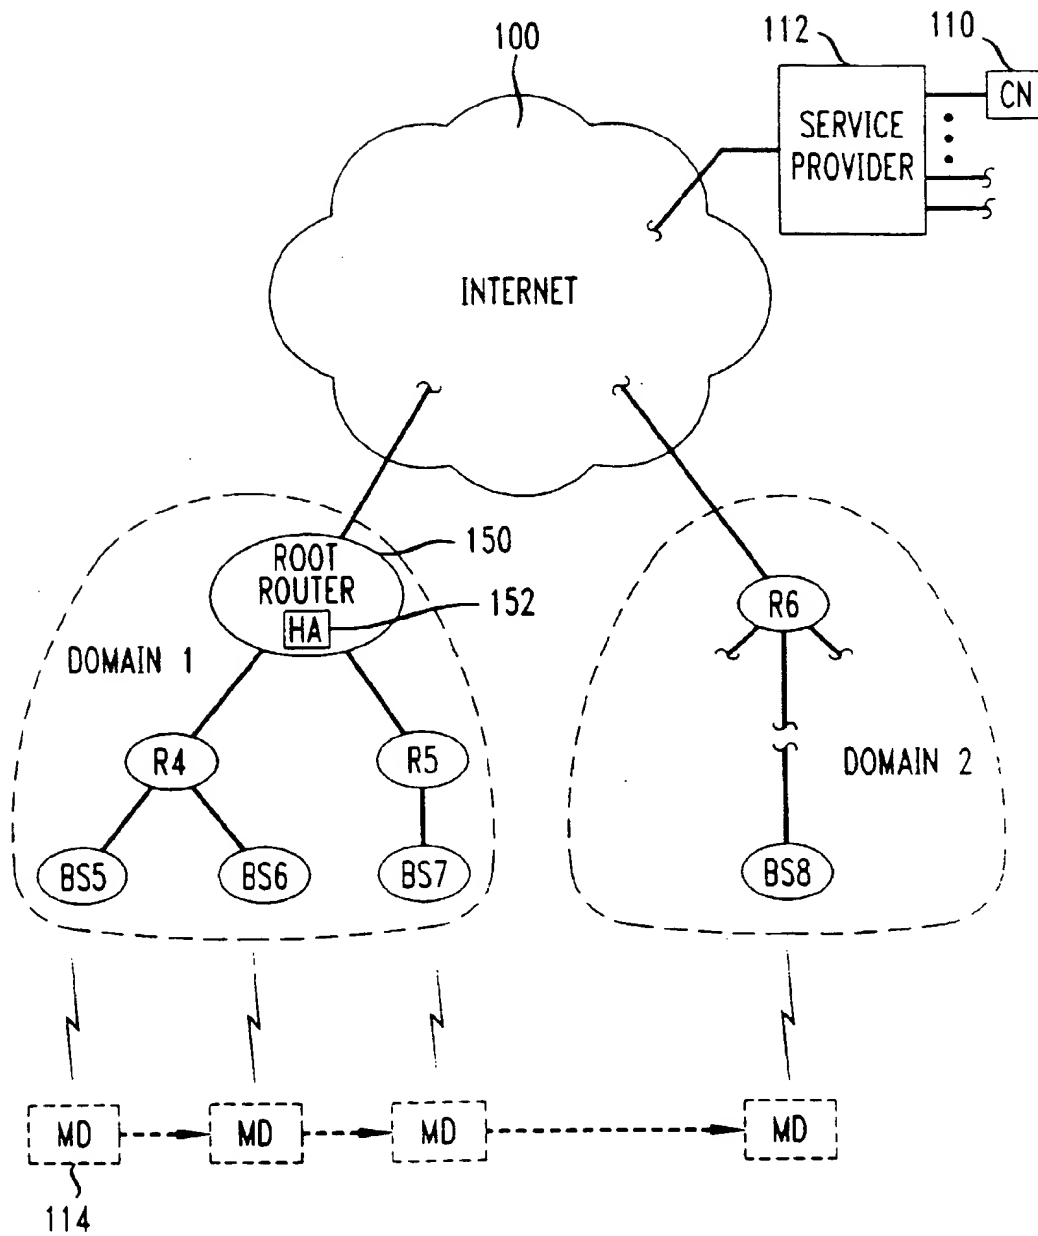 100
112
110
CN
SERVICE
PROVIDER
INTERNET
150
ROOT
ROUTER
152
HA
R6
DOMAIN 1
R4
R5
DOMAIN 2
BS5
BS6
BS7
BS8
MD
MD
MD
MD
114